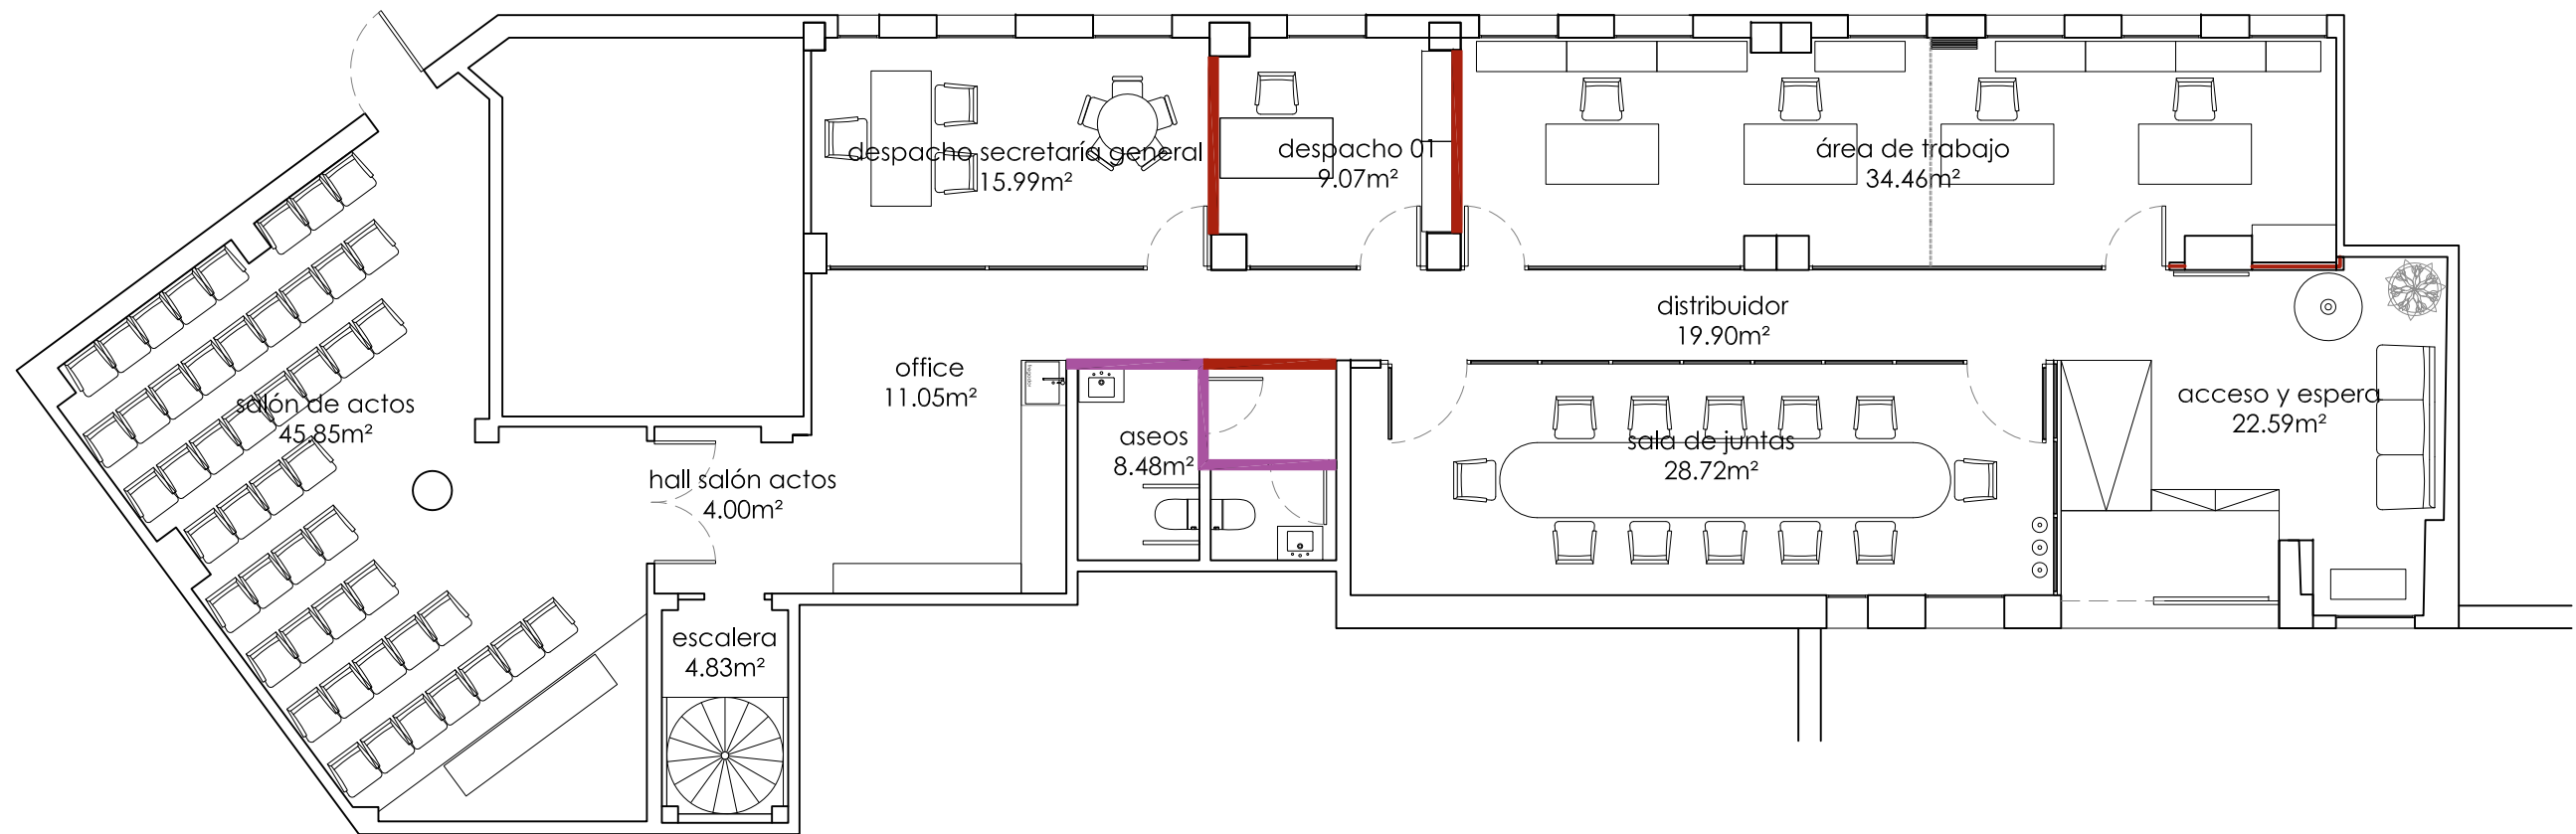 despacho secretaría general
15.99m²
despacho 01
9.07m²
área de trabajo
34.46m²
distribuidor
19.90m²
office
11.05m²
fregador
salón de actos
45.85m²
aseos
8.48m²
sala de juntas
28.72m²
acceso y espera
22.59m²
hall salón actos
4.00m²
escalera
4.83m²